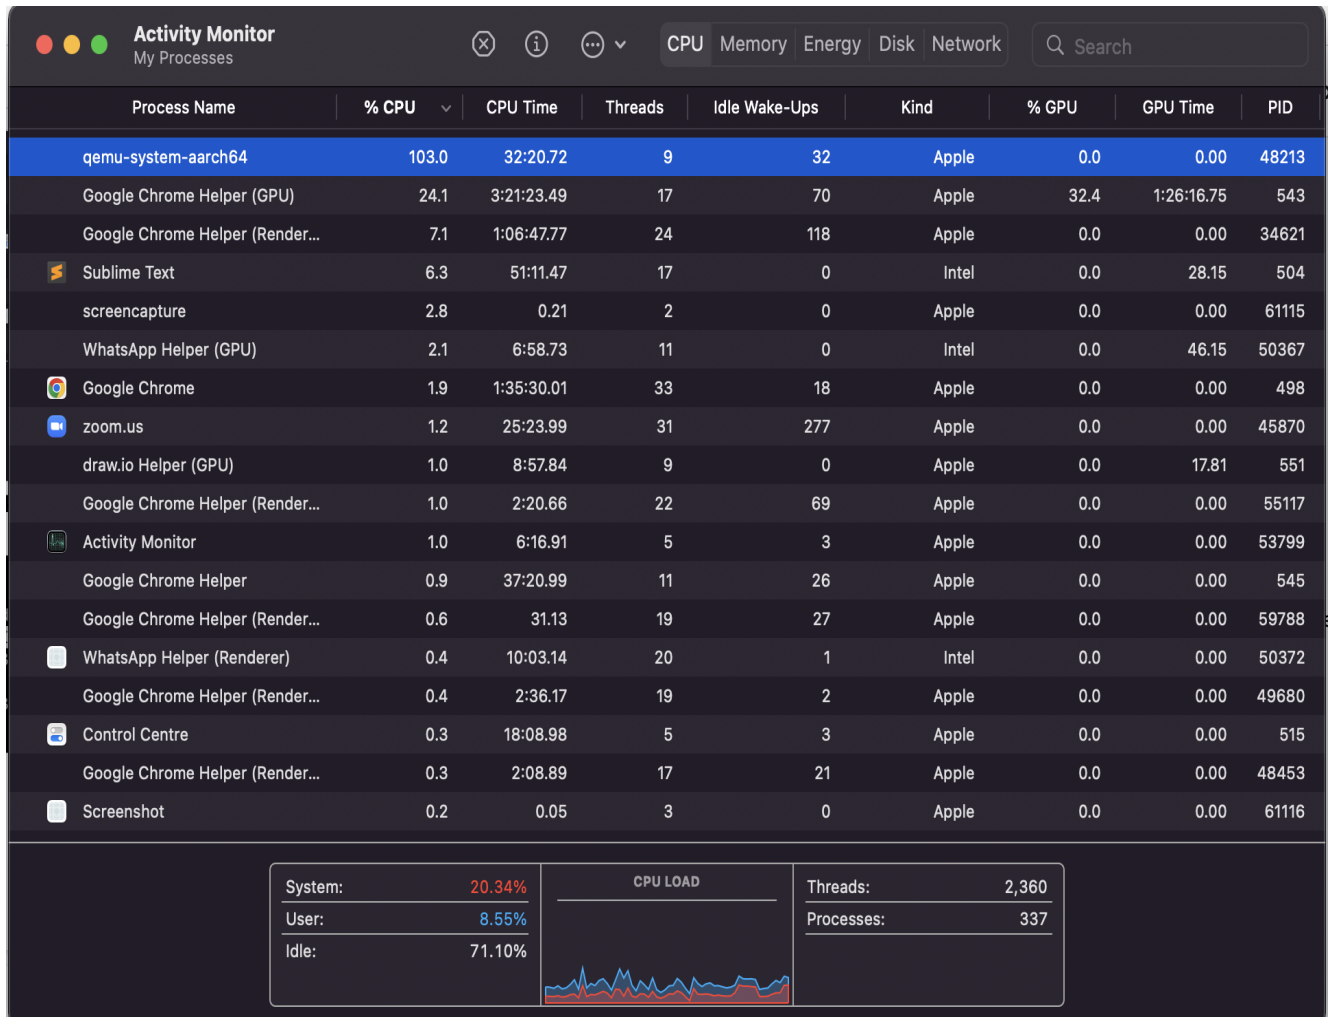 Activity Monitor
My Processes
CPU Memory Energy Disk Network
Search
Process Name % CPU CPU Time Threads Idle Wake-Ups Kind % GPU GPU Time PID
qemu-system-aarch64 103.0 32:20.72 9 32 Apple 0.0 0.00 48213
Google Chrome Helper (GPU) 24.1 3:21:23.49 17 70 Apple 32.4 1:26:16.75 543
Google Chrome Helper (Render... 7.1 1:06:47.77 24 118 Apple 0.0 0.00 34621
Sublime Text 6.3 51:11.47 17 0 Intel 0.0 28.15 504
screencapture 2.8 0.21 2 0 Apple 0.0 0.00 61115
WhatsApp Helper (GPU) 2.1 6:58.73 11 0 Intel 0.0 46.15 50367
Google Chrome 1.9 1:35:30.01 33 18 Apple 0.0 0.00 498
zoom.us 1.2 25:23.99 31 277 Apple 0.0 0.00 45870
draw.io Helper (GPU) 1.0 8:57.84 9 0 Apple 0.0 17.81 551
Google Chrome Helper (Render... 1.0 2:20.66 22 69 Apple 0.0 0.00 55117
Activity Monitor 1.0 6:16.91 5 3 Apple 0.0 0.00 53799
Google Chrome Helper 0.9 37:20.99 11 26 Apple 0.0 0.00 545
Google Chrome Helper (Render... 0.6 31.13 19 27 Apple 0.0 0.00 59788
WhatsApp Helper (Renderer) 0.4 10:03.14 20 1 Intel 0.0 0.00 50372
Google Chrome Helper (Render... 0.4 2:36.17 19 2 Apple 0.0 0.00 49680
Control Centre 0.3 18:08.98 5 3 Apple 0.0 0.00 515
Google Chrome Helper (Render... 0.3 2:08.89 17 21 Apple 0.0 0.00 48453
Screenshot 0.2 0.05 3 0 Apple 0.0 0.00 61116
System: 20.34%
User: 8.55%
Idle: 71.10%
CPU LOAD
Threads: 2,360
Processes: 337